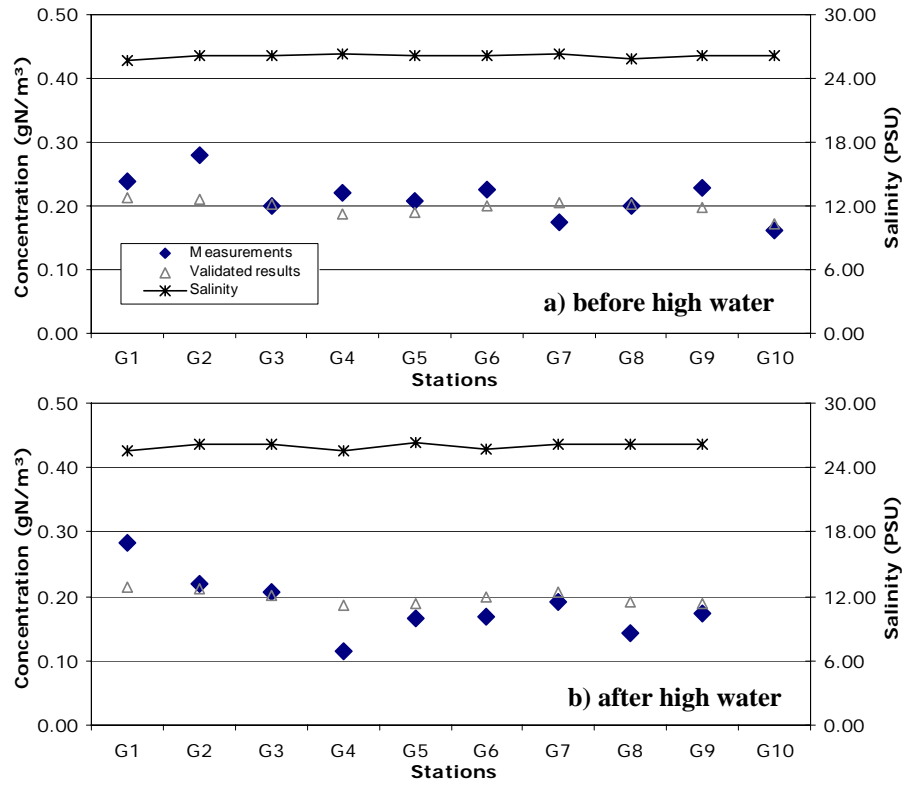 0.50
0.40
0.30
0.20
0.10
0.00
Concentration (gN/m³)
30.00
24.00
18.00
12.00
6.00
0.00
Salinity (PSU)
Measurements
Validated results
Salinity
a) before high water
G1 G2 G3 G4 G5 G6 G7 G8 G9 G10
Stations
0.50
0.40
0.30
0.20
0.10
0.00
Concentration (gN/m³)
30.00
24.00
18.00
12.00
6.00
0.00
Salinity (PSU)
b) after high water
G1 G2 G3 G4 G5 G6 G7 G8 G9 G10
Stations